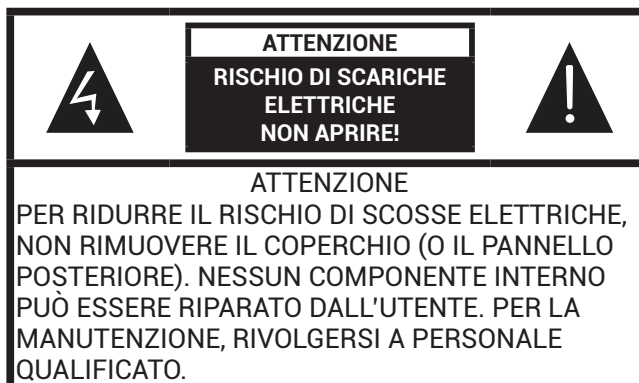 ATTENZIONE
RISCHIO DI SCARICHE
ELETTRICHE
NON APRIRE!
ATTENZIONE
PER RIDURRE IL RISCHIO DI SCOSSE ELETTRICHE,
NON RIMUOVERE IL COPERCHIO (O IL PANNELLO
POSTERIORE). NESSUN COMPONENTE INTERNO
PUÒ ESSERE RIPARATO DALL'UTENTE. PER LA
MANUTENZIONE, RIVOLGERSI A PERSONALE
QUALIFICATO.